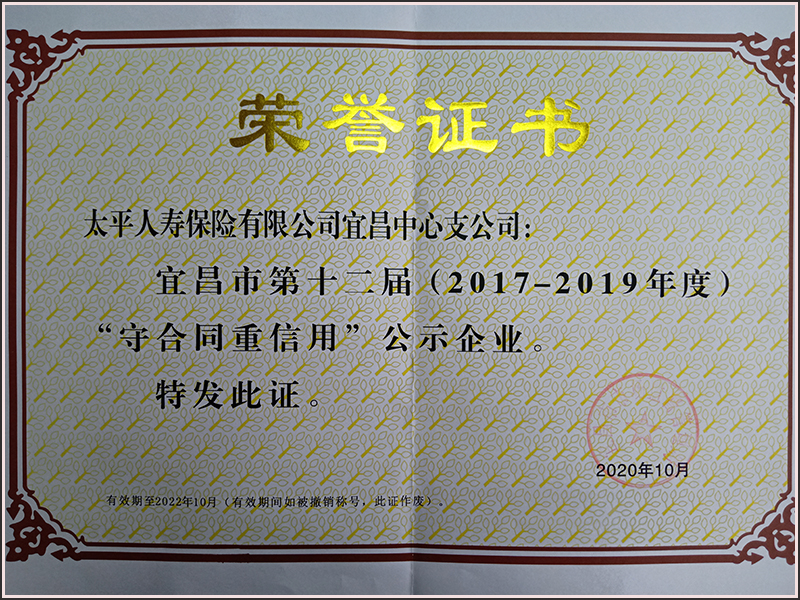 荣誉证书
太平人寿保险有限公司宜昌中心支公司：
宜昌市第十二届（2017-2019年度）
“守合同重信用”公示企业。
特发此证。
2020年10月
有效期至2022年10月（有效期间如被撤销称号，此证作废）。